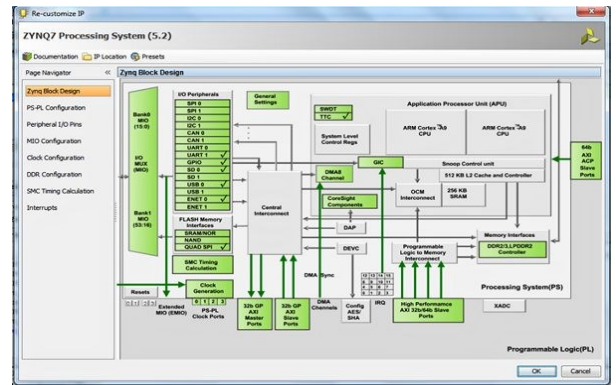 Re-customize IP
ZYNQ7 Processing System (5.2)
Documentation IP Location Presets
Page Navigator «
Zynq Block Design
PS-PL Configuration
Peripheral I/O Pins
MIO Configuration
Clock Configuration
DDR Configuration
SMC Timing Calculation
Interrupts
Zynq Block Design
I/O Peripherals
SPI 0
SPI 1
I2C 0
I2C 1
CAN 0
CAN 1
UART 0
UART 1
GPIO
SD 0
SD 1
USB 0
USB 1
ENET 0
ENET 1
Bank0
MIO
(15:0)
I/O
MUX
(MIO)
Bank1
MIO
(53:16)
FLASH Memory
Interfaces
SRAM/NOR
NAND
QUAD SPI
SMC Timing
Calculation
Resets
Clock
Generation
0 1 2 3
Extended
MIO (EMIO)
PS-PL
Clock Ports
General
Settings
Central
Interconnect
32b GP
AXI
Master
Ports
32b GP
AXI
Slave
Ports
DMA Sync
DMA
Channels
Application Processor Unit (APU)
SWDT
TTC
System Level
Control Regs
ARM Cortex A9
CPU
ARM Cortex A9
CPU
GIC
Snoop Control unit
DMA8
Channel
512 KB L2 Cache and Controller
OCM
Interconnect
256 KB
SRAM
CoreSight
Components
DAP
DEVC
Programmable
Logic to Memory
Interconnect
Memory Interfaces
DDR2/3,LPDDR2
Controller
64b
AXI
ACP
Slave
Ports
Config
AES/
SHA
IRQ
High Performance
AXI 32b/64b Slave
Ports
XADC
Processing System(PS)
Programmable Logic(PL)
OK
Cancel